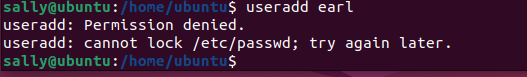 sally@ubuntu:/home/ubuntu$ useradd earl
useradd: Permission denied.
useradd: cannot lock /etc/passwd; try again later.
sally@ubuntu:/home/ubuntu$